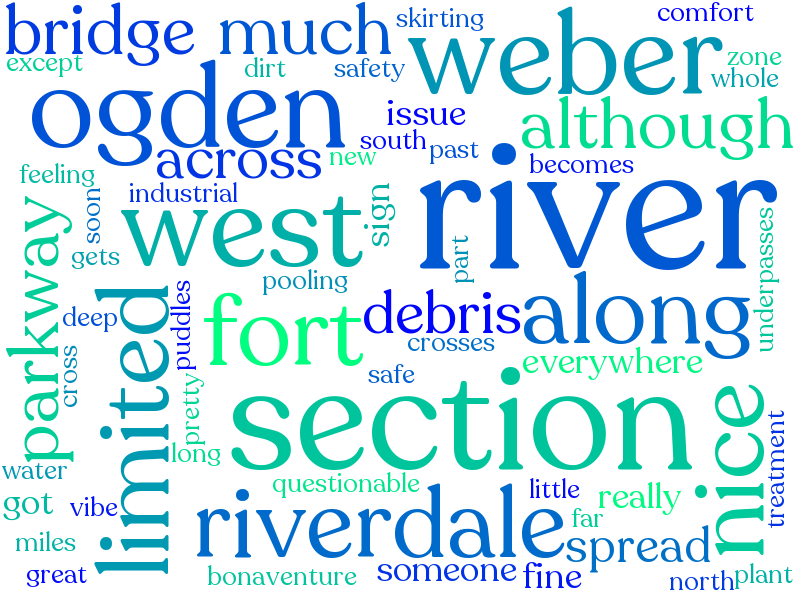 bridge
much
skirting
comfort
weber
except
dirt
safety
zone
whole
ogden
issue
although
south
across
new
past
becomes
feeling
industrial
river
soon
west
sign
gets
part
underpasses
parkway
pooling
puddles
limited
deep
fort
debris
along
crosses
everywhere
cross
safe
pretty
section
nice
long
water
questionable
little
treatment
got
vibe
riverdale
really
far
miles
spread
great
bonaventure
someone
fine
north
plant